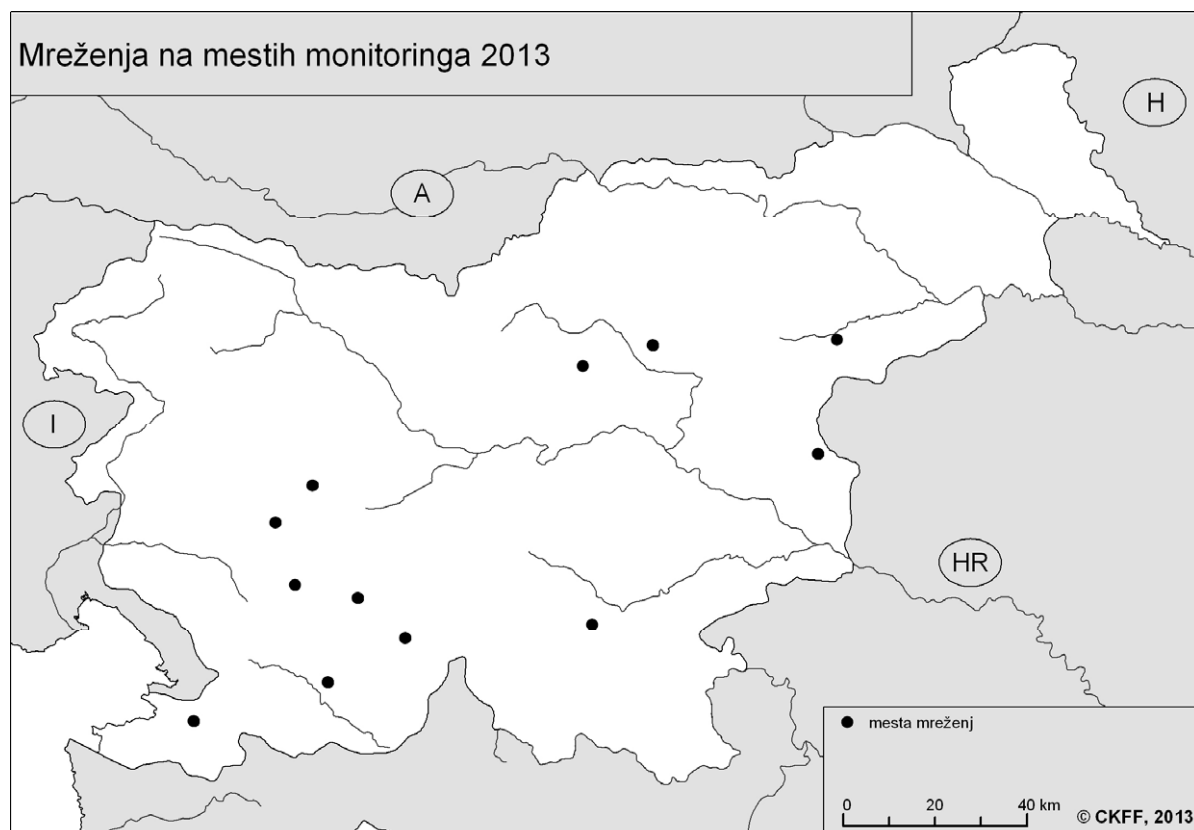 Mreženja na mestih monitoringa 2013
H
A
I
HR
mesta mreženj
0 20 40 km
© CKFF, 2013